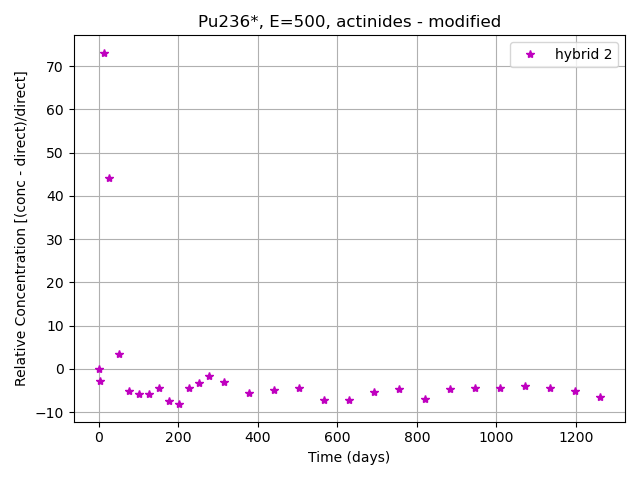 Pu236*, E=500, actinides - modified
hybrid 2
Relative Concentration [(conc - direct)/direct]
70
60
50
40
30
20
10
0
−10
0 200 400 600 800 1000 1200
Time (days)